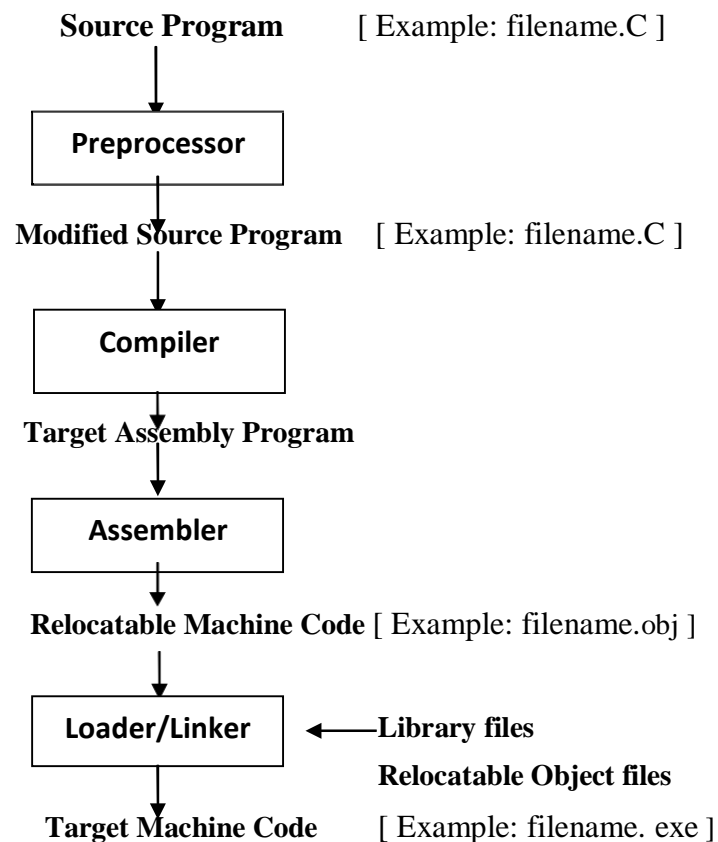 Source Program [ Example: filename.C ]
Preprocessor
Modified Source Program [ Example: filename.C ]
Compiler
Target Assembly Program
Assembler
Relocatable Machine Code [ Example: filename.obj ]
Loader/Linker Library files
Relocatable Object files
Target Machine Code [ Example: filename. exe ]